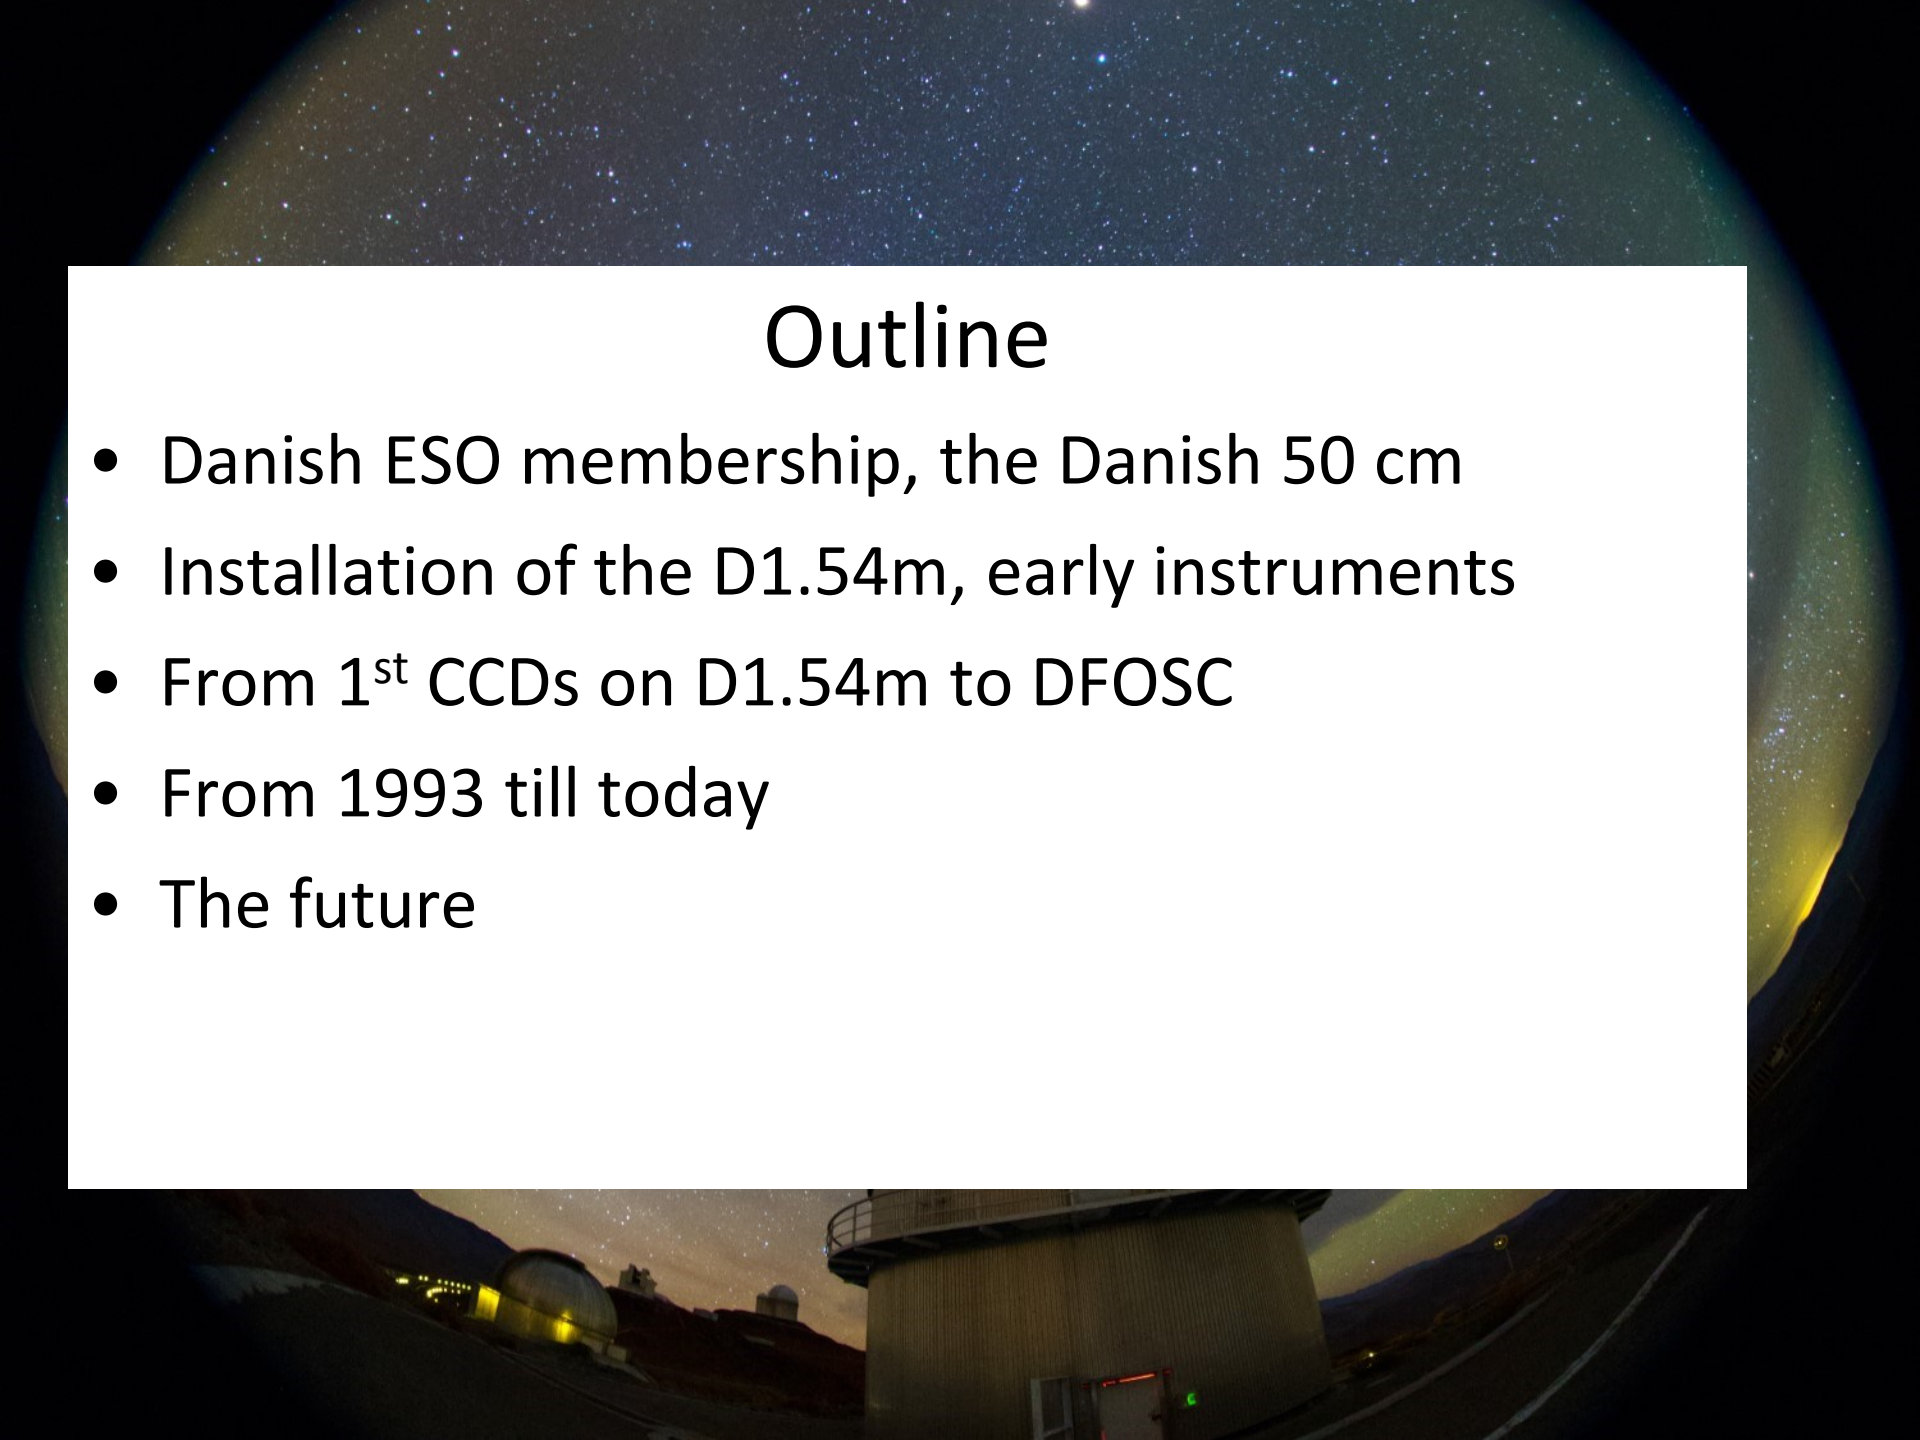 Outline
• Danish ESO membership, the Danish 50 cm
• Installation of the D1.54m, early instruments
• From 1st CCDs on D1.54m to DFOSC
• From 1993 till today
• The future